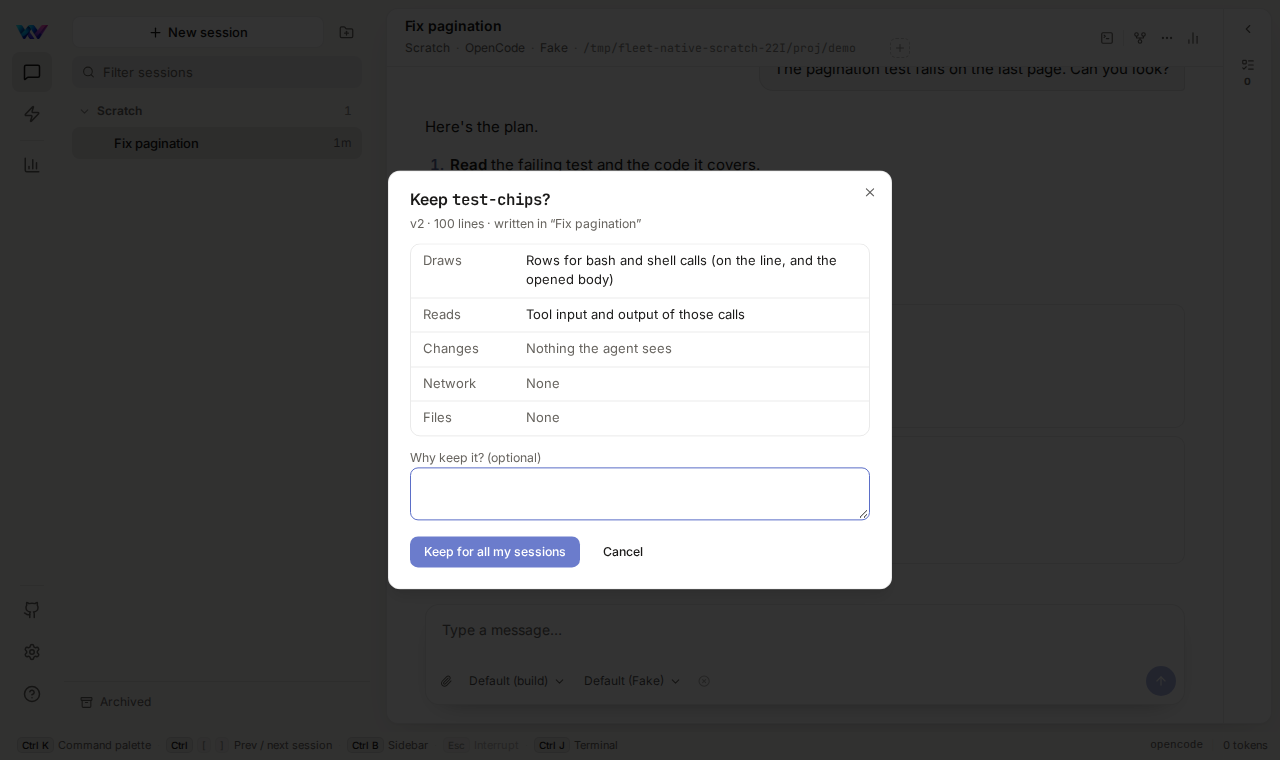 New session
Filter sessions
Scratch 1
Fix pagination 1m
Archived
Fix pagination
Scratch · OpenCode · Fake · /tmp/fleet-native-scratch-22I/proj/demo
0
The pagination test fails on the last page. Can you look?
Here's the plan.
1. Read the failing test and the code it covers.
Keep test-chips?
v2 · 100 lines · written in “Fix pagination”
Draws Rows for bash and shell calls (on the line, and the
opened body)
Reads Tool input and output of those calls
Changes Nothing the agent sees
Network None
Files None
Why keep it? (optional)
Keep for all my sessions Cancel
Type a message...
Default (build) Default (Fake)
Ctrl K Command palette Ctrl [ ] Prev / next session Ctrl B Sidebar Esc Interrupt Ctrl J Terminal opencode 0 tokens